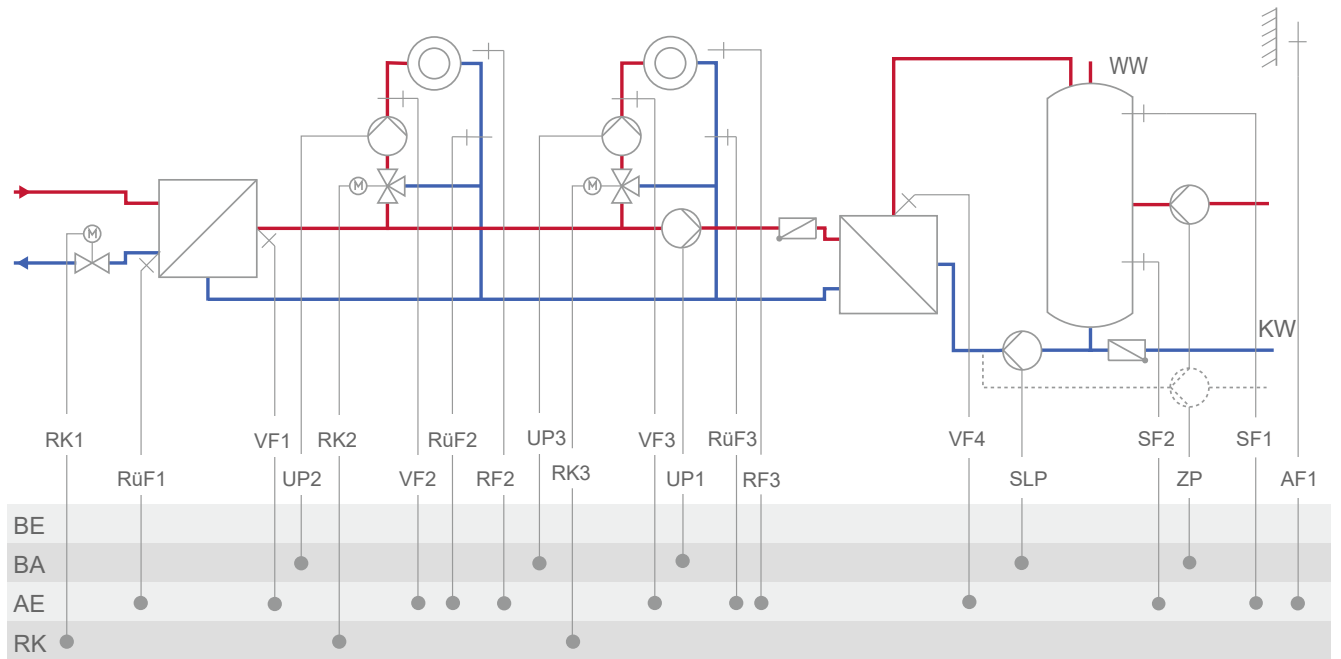 WW
M
M
M
KW
RK1
VF1
RK2
RüF2
UP3
VF3
RüF3
VF4
SF2
SF1
RüF1
UP2
VF2
RF2
RK3
UP1
RF3
SLP
ZP
AF1
BE
BA
AE
RK